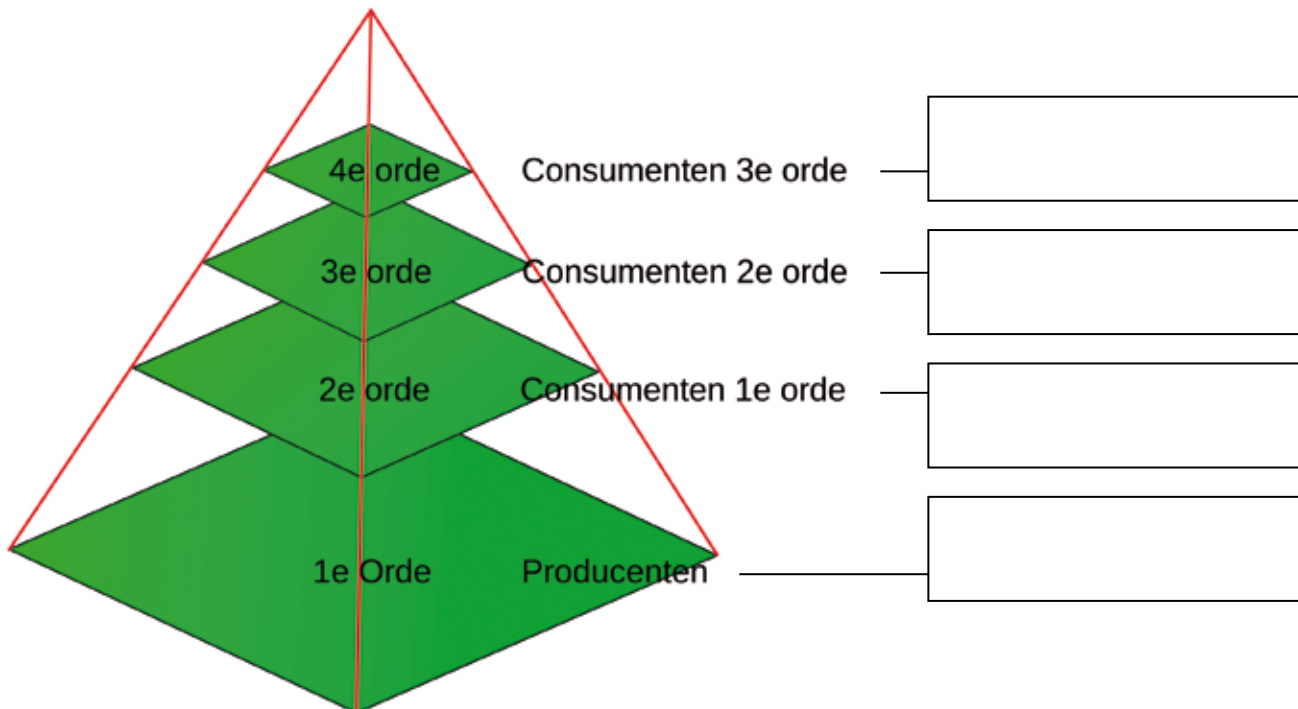 4e orde Consumenten 3e orde
3e orde Consumenten 2e orde
2e orde Consumenten 1e orde
1e Orde Producenten